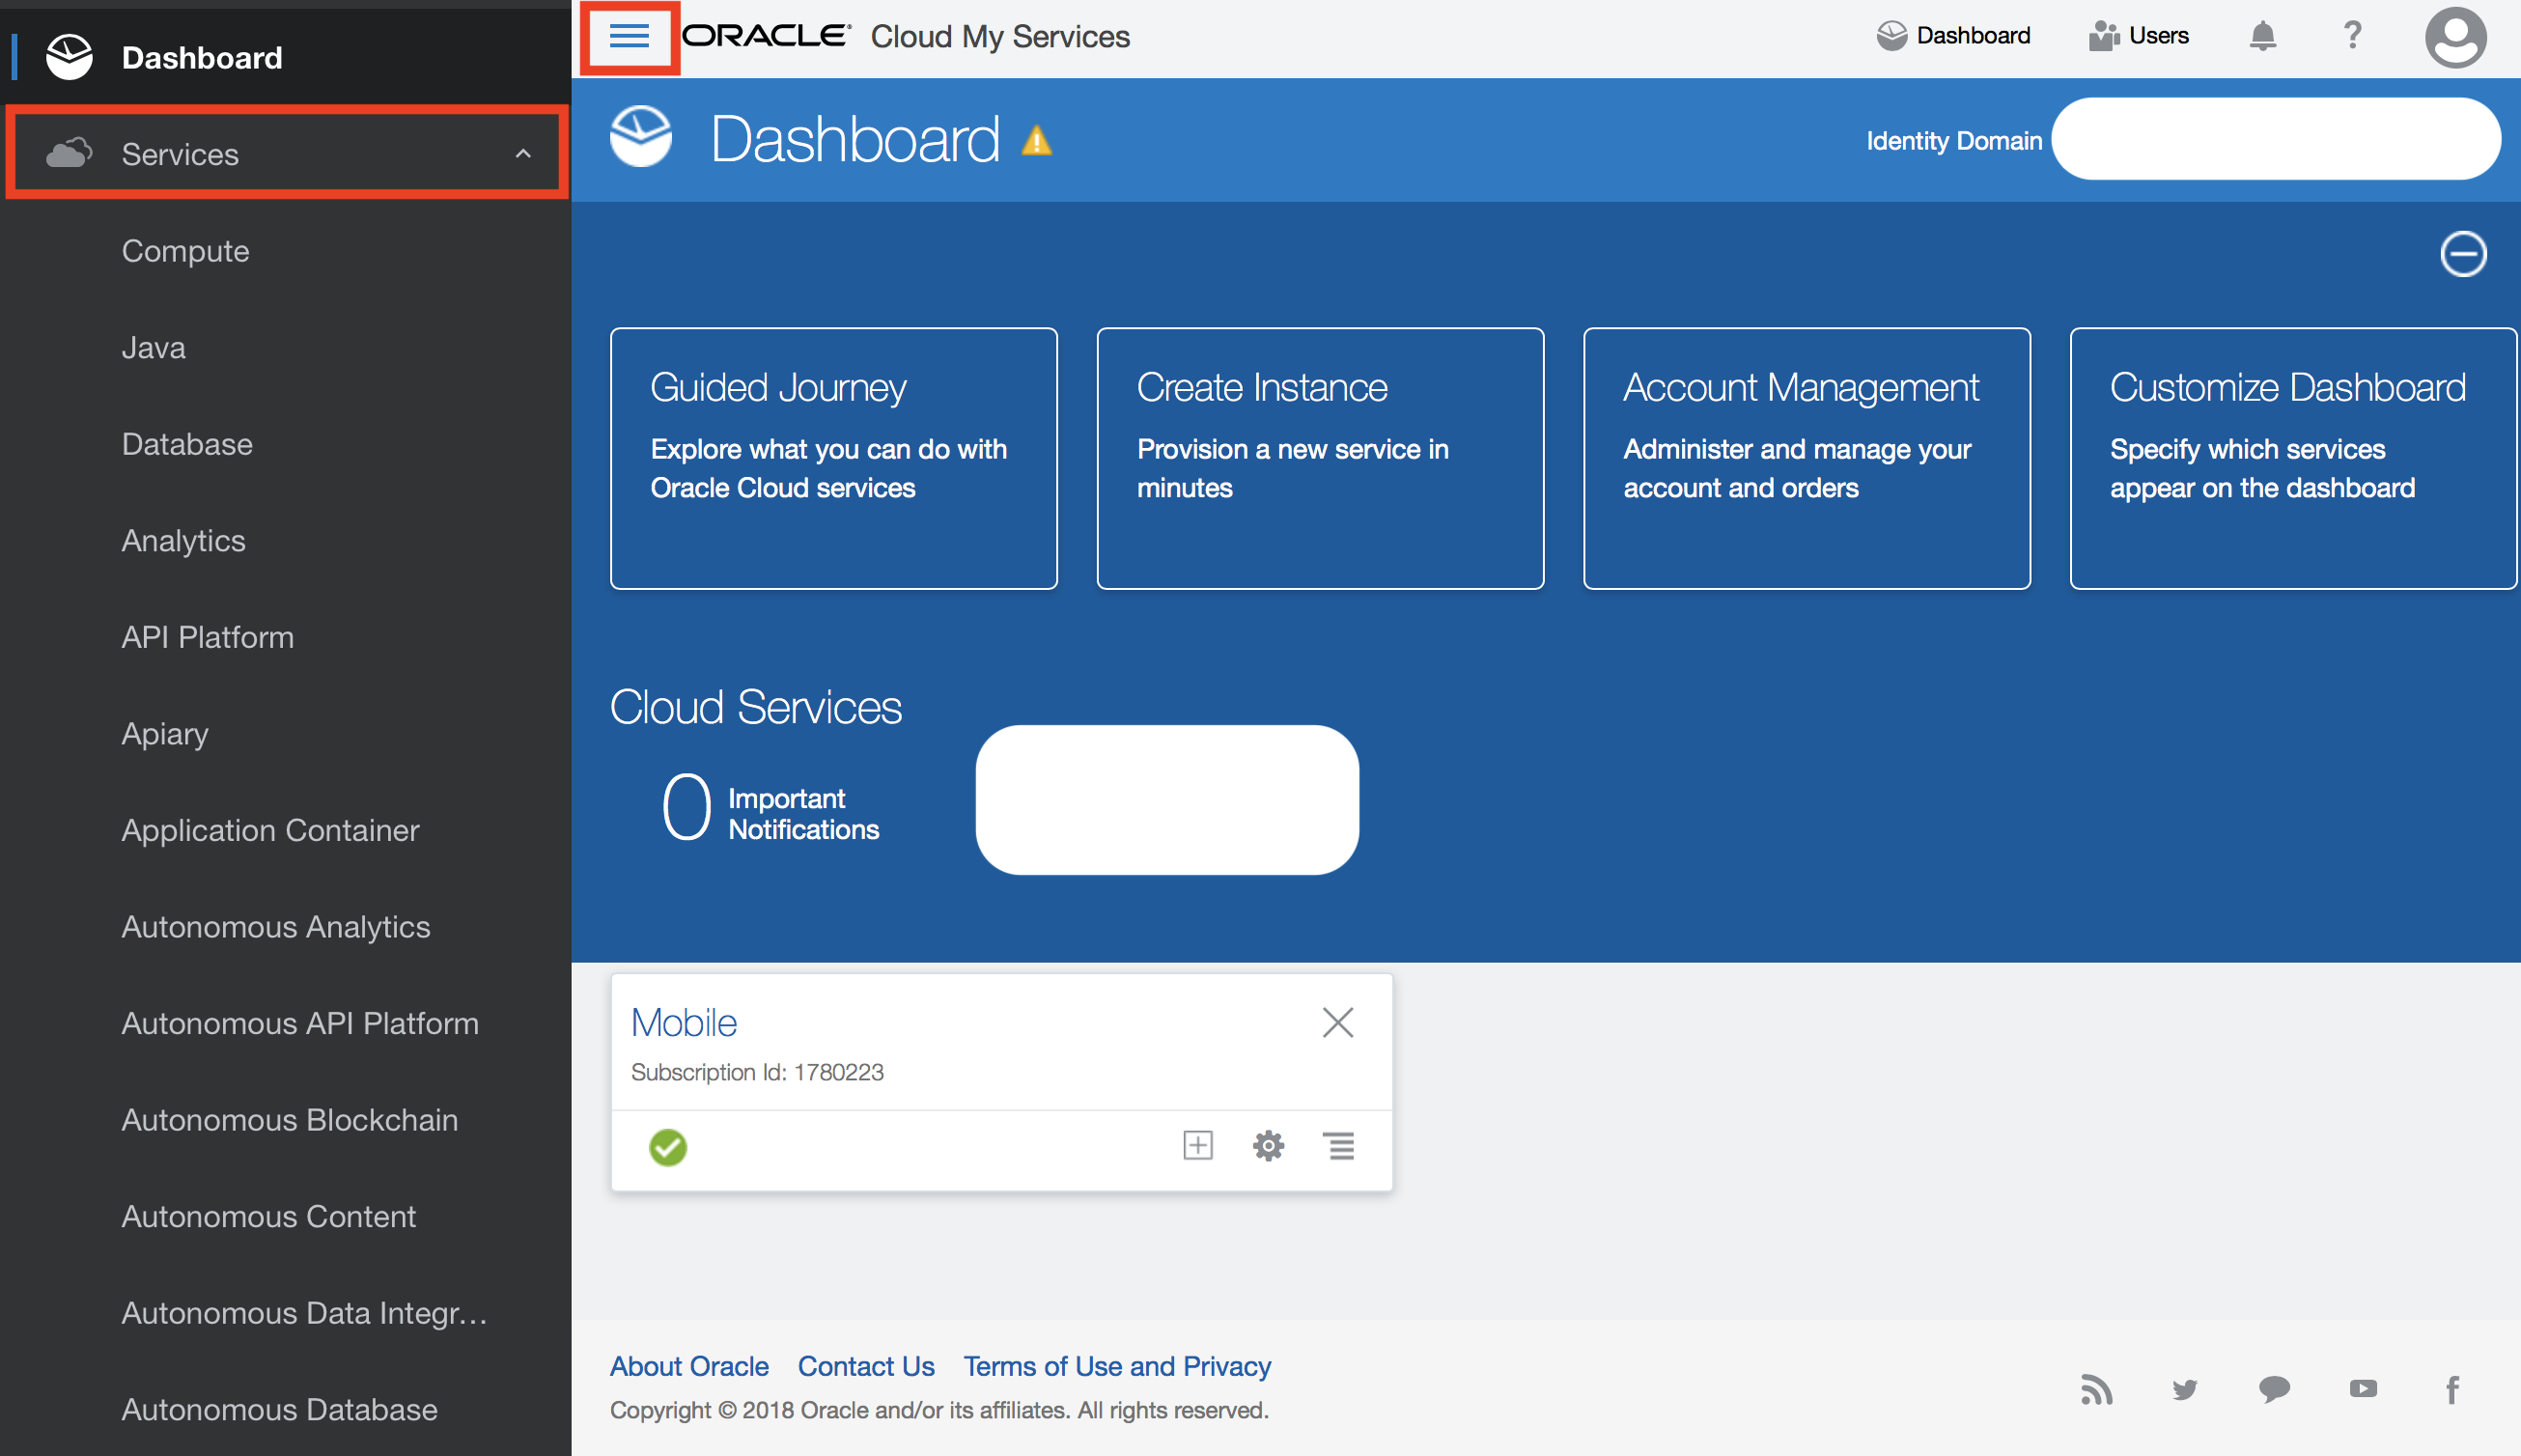 Dashboard
Services
Compute
Java
Database
Analytics
API Platform
Apiary
Application Container
Autonomous Analytics
Autonomous API Platform
Autonomous Blockchain
Autonomous Content
Autonomous Data Integr...
Autonomous Database
ORACLE® Cloud My Services
Dashboard
Users
?
Dashboard
Identity Domain
Guided Journey
Explore what you can do with
Oracle Cloud services
Create Instance
Provision a new service in
minutes
Account Management
Administer and manage your
account and orders
Customize Dashboard
Specify which services
appear on the dashboard
Cloud Services
0 Important
Notifications
Mobile
Subscription Id: 1780223
About Oracle Contact Us Terms of Use and Privacy
Copyright © 2018 Oracle and/or its affiliates. All rights reserved.